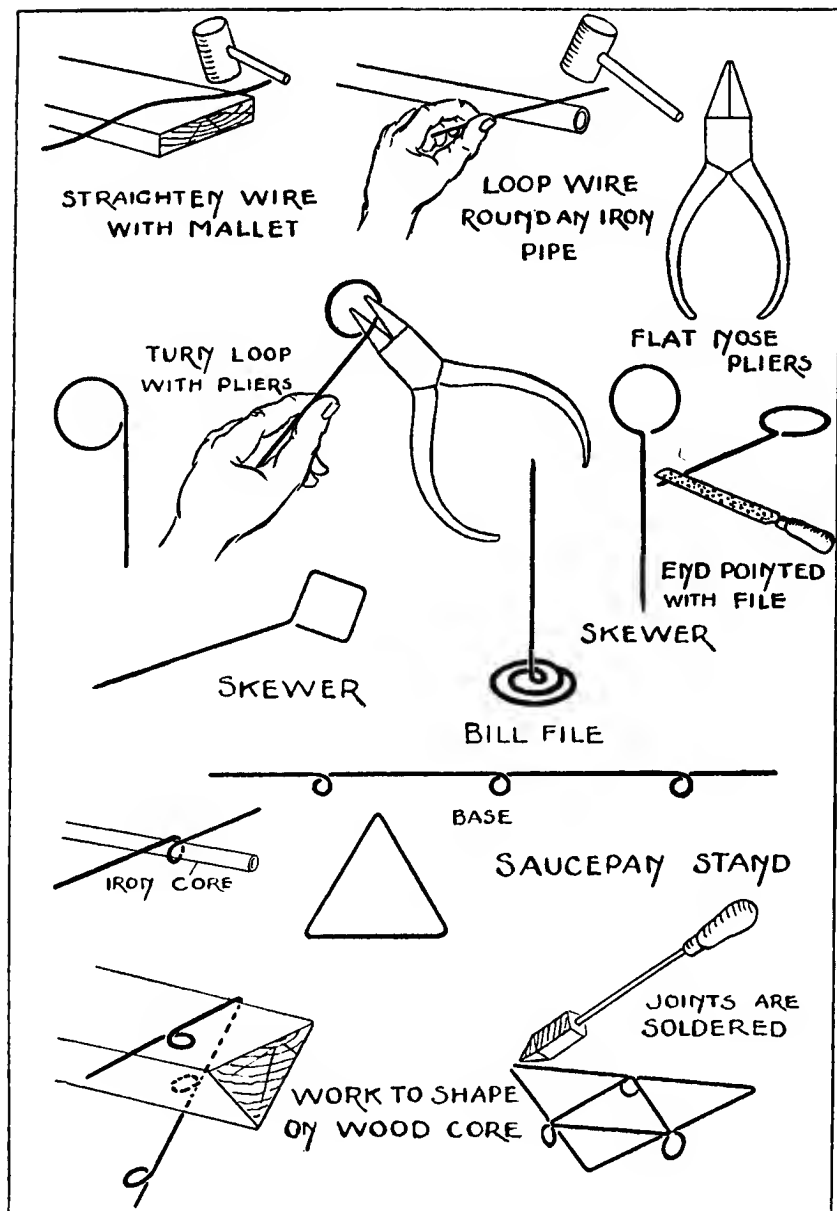 STRAIGHTEN WIRE
WITH MALLET
LOOP WIRE
ROUND AN IRON
PIPE
FLAT NOSE
PLIERS
TURN LOOP
WITH PLIERS
END POINTED
WITH FILE
SKEWER
SKEWER
BILL FILE
BASE
IRON CORE
SAUCEPAN STAND
JOINTS ARE
SOLDERED
WORK TO SHAPE
ON WOOD CORE